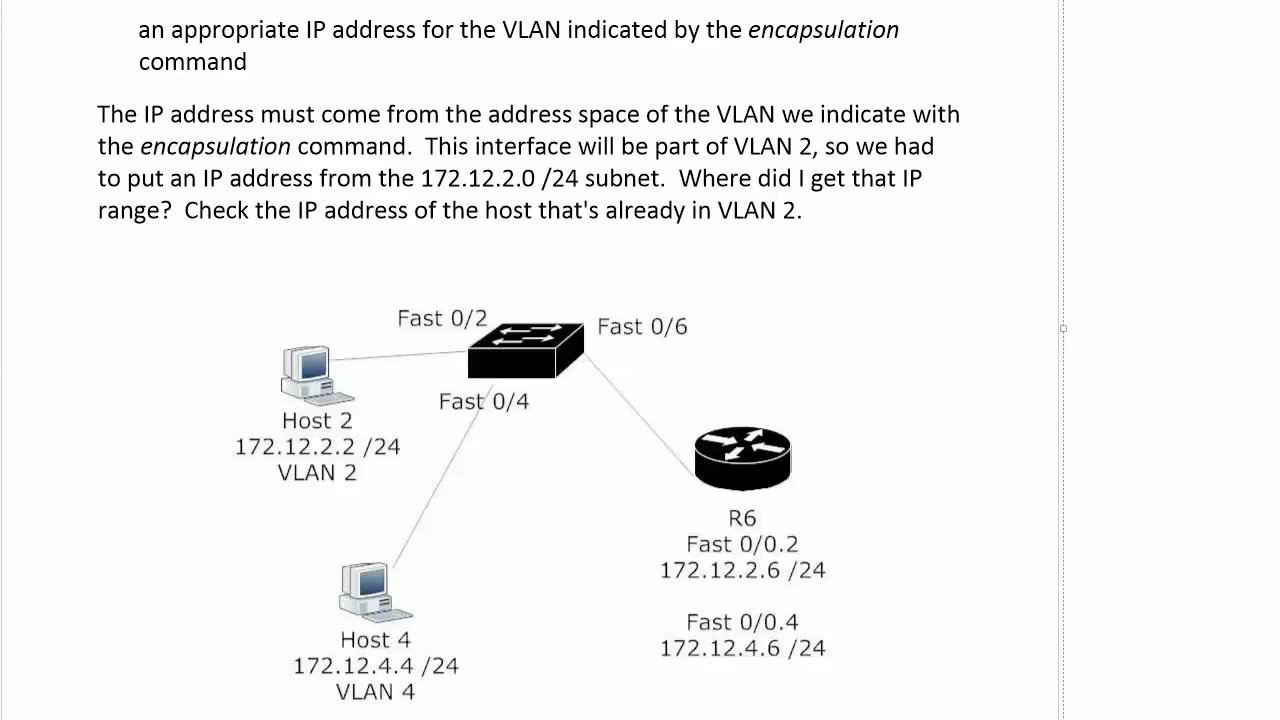 an appropriate IP address for the VLAN indicated by the encapsulation
command
The IP address must come from the address space of the VLAN we indicate with
the encapsulation command.  This interface will be part of VLAN 2, so we had
to put an IP address from the 172.12.2.0 /24 subnet.  Where did I get that IP
range?  Check the IP address of the host that's already in VLAN 2.
Fast 0/2
Fast 0/6
Fast 0/4
Host 2
172.12.2.2 /24
VLAN 2
R6
Fast 0/0.2
172.12.2.6 /24
Fast 0/0.4
172.12.4.6 /24
Host 4
172.12.4.4 /24
VLAN 4